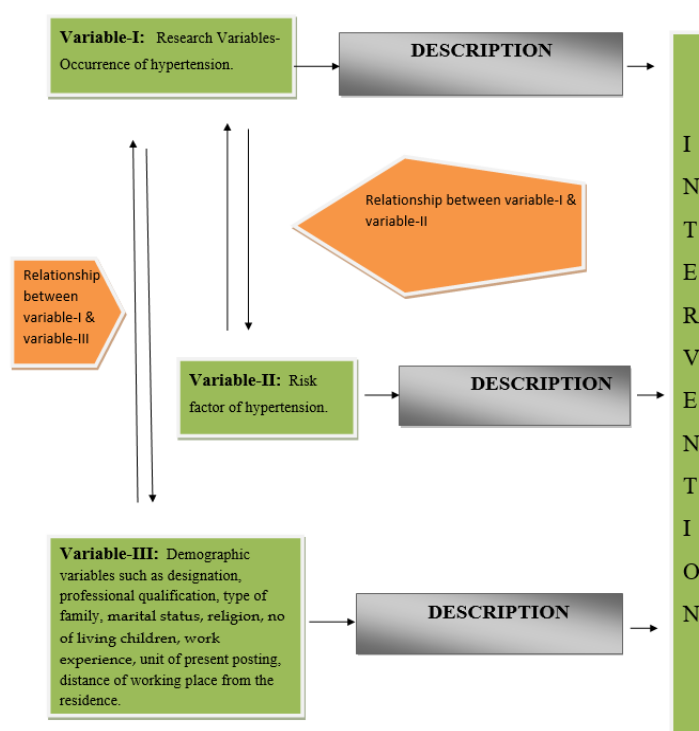 Variable-I: Research Variables-
Occurrence of hypertension.
DESCRIPTION
Relationship between variable-I &
variable-II
Relationship
between
variable-I &
variable-III
Variable-II: Risk
factor of hypertension.
DESCRIPTION
Variable-III: Demographic
variables such as designation,
professional qualification, type of
family, marital status, religion, no
of living children, work
experience, unit of present posting,
distance of working place from the
residence.
DESCRIPTION
I
N
T
E
R
V
E
N
T
I
O
N